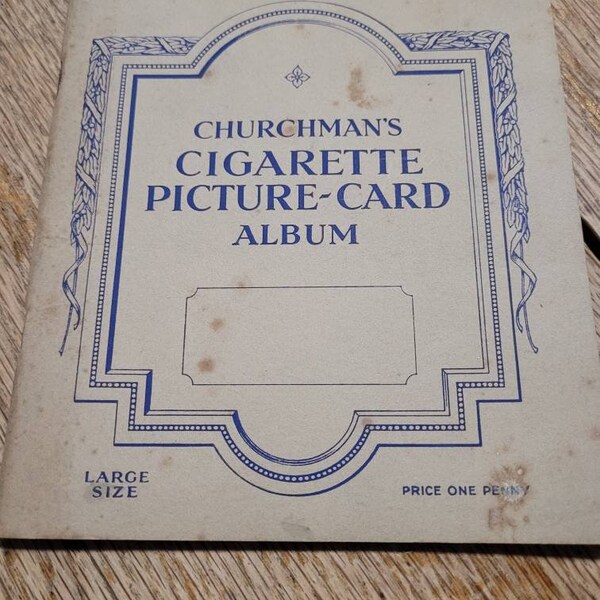 CHURCHMAN'S
CIGARETTE
PICTURE-CARD
ALBUM
LARGE
SIZE
PRICE ONE PENNY